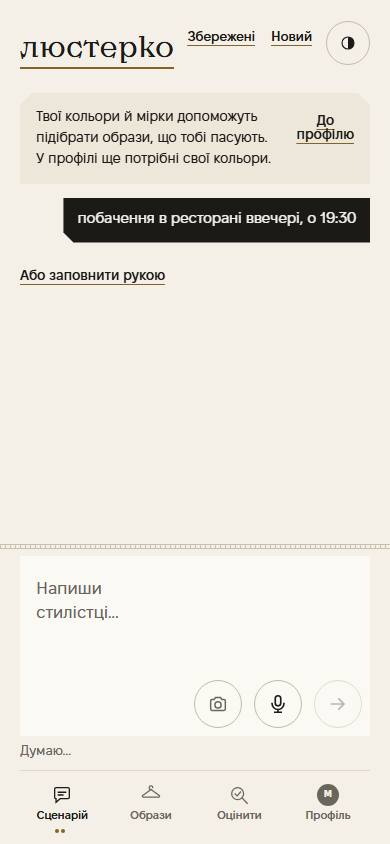 люстерко
Збережені
Новий
Твої кольори й мірки допоможуть
підібрати образи, що тобі пасують.
У профілі ще потрібні свої кольори.
До
профілю
побачення в ресторані ввечері, о 19:30
Або заповнити рукою
Напиши
стилістці...
Думаю...
Сценарій
Образи
Оцінити
М
Профіль